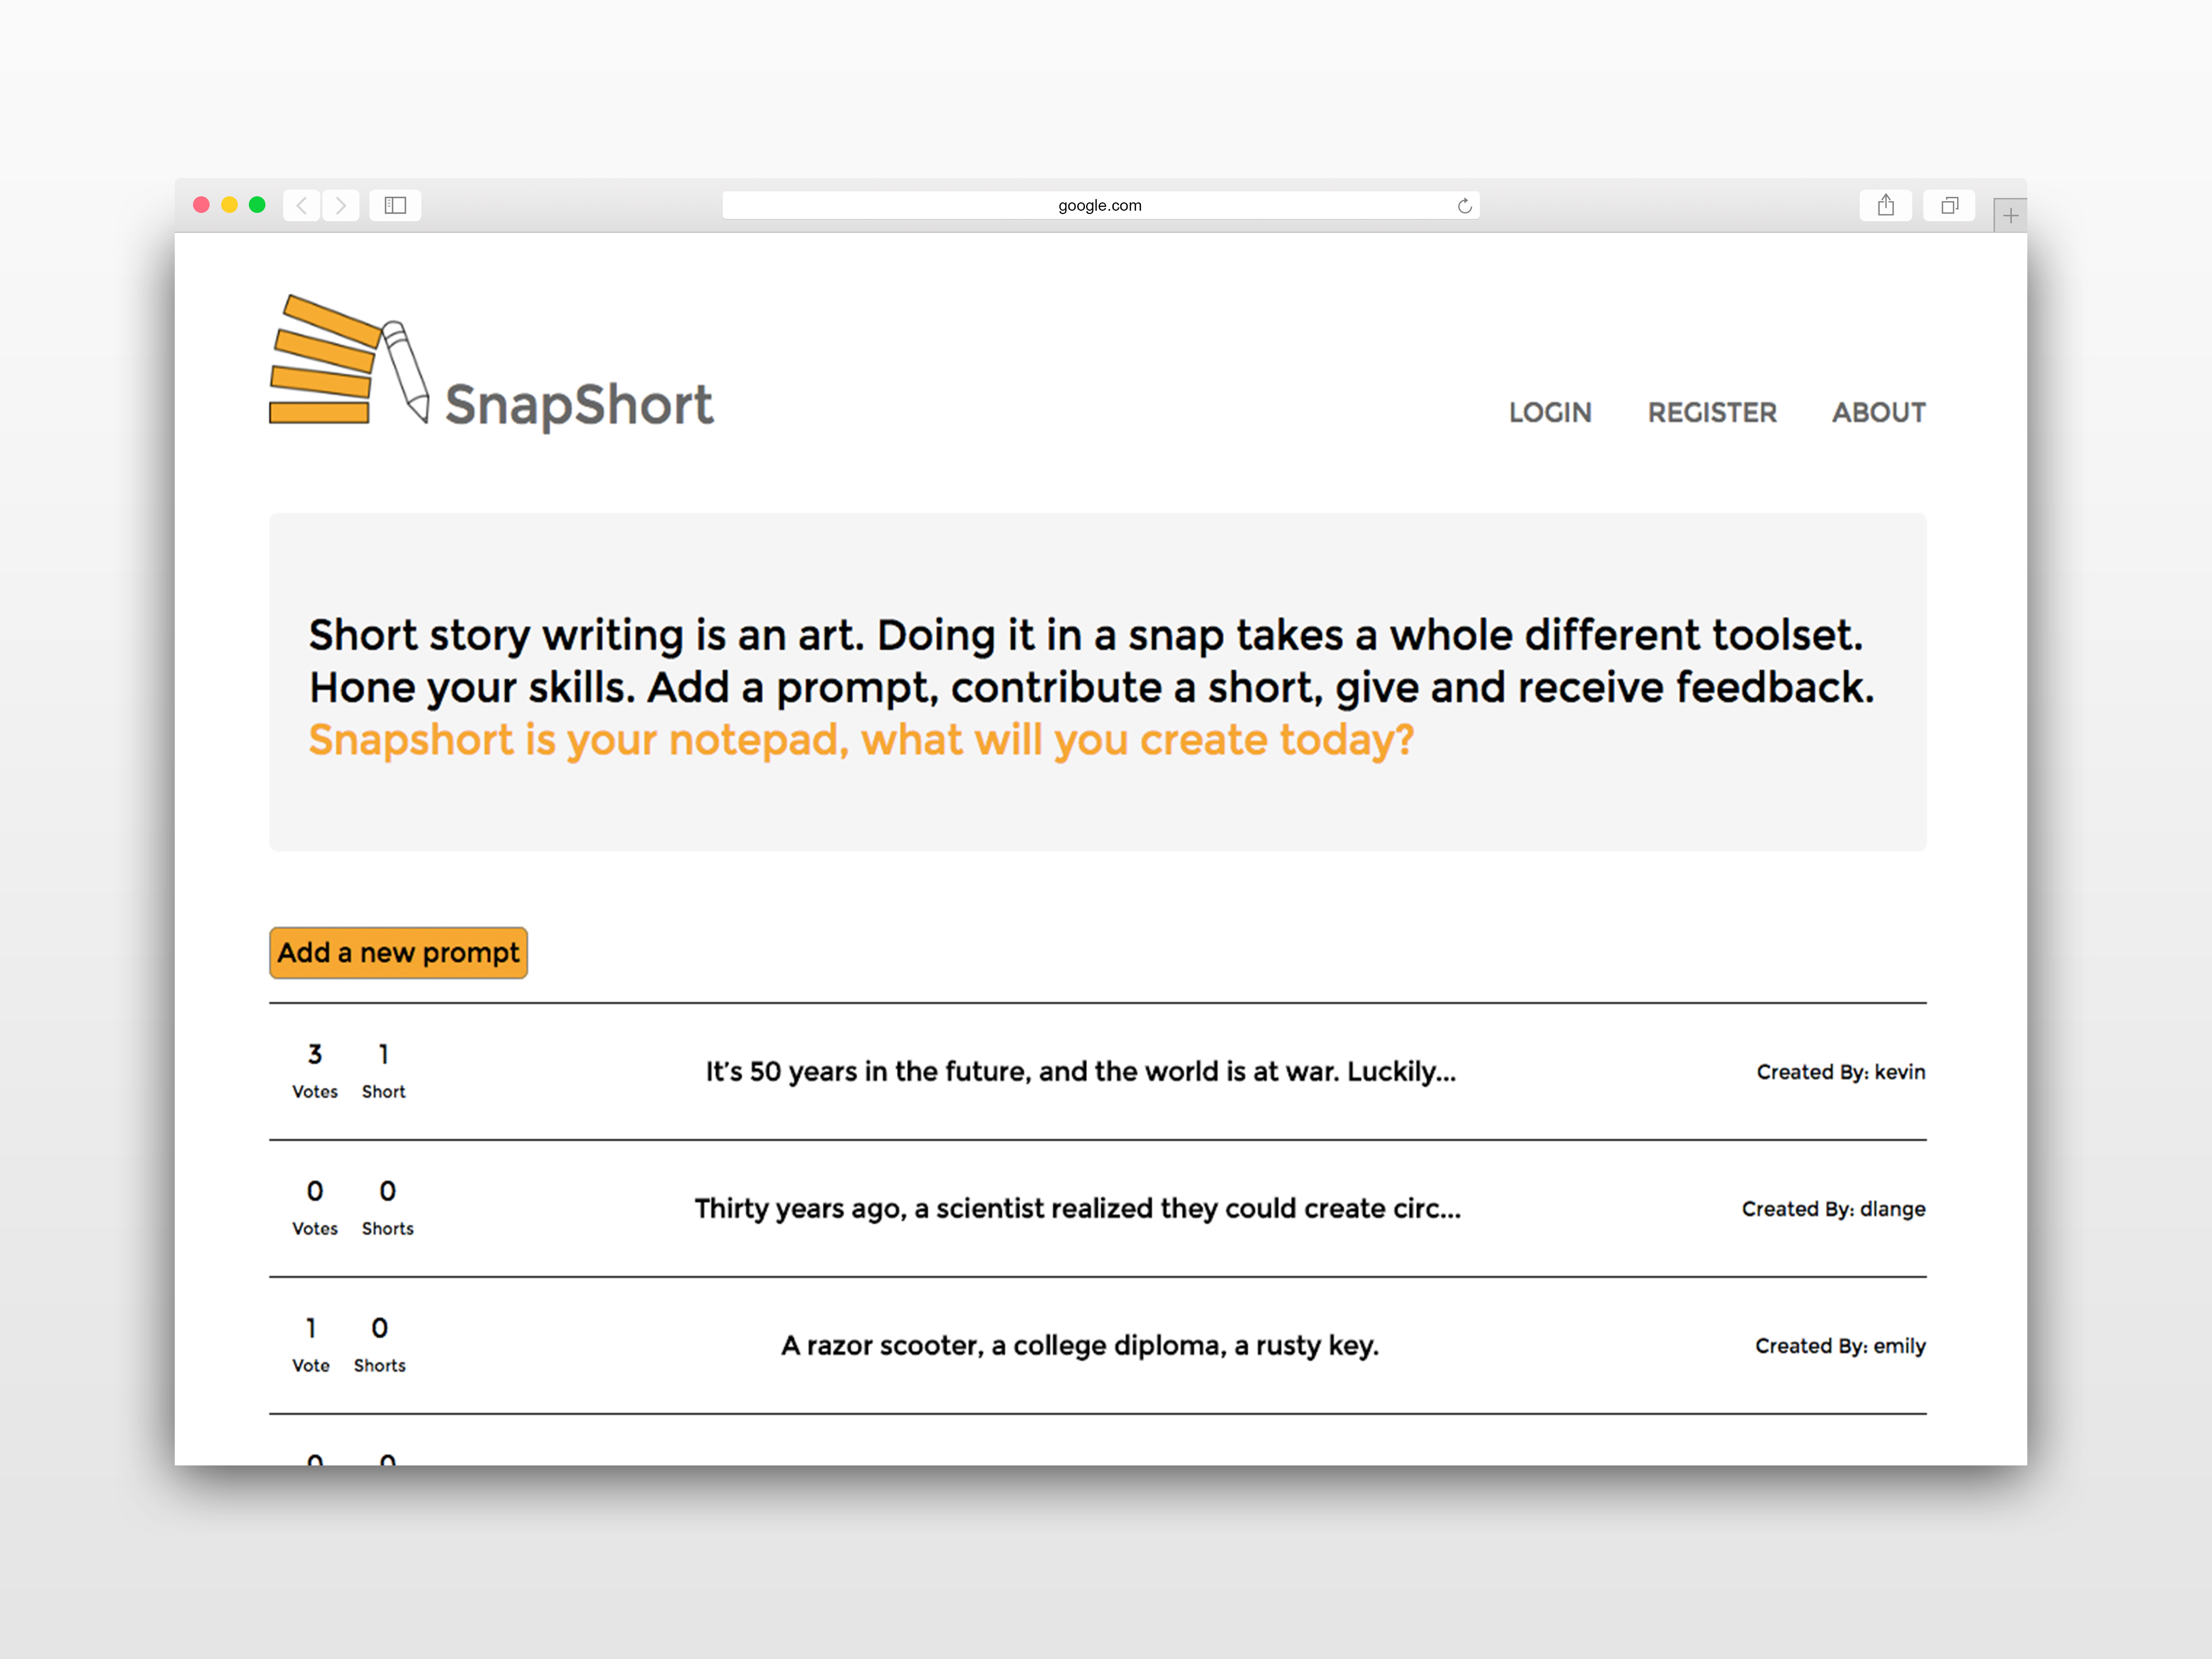 google.com
SnapShort
LOGIN REGISTER ABOUT
Short story writing is an art. Doing it in a snap takes a whole different toolset.
Hone your skills. Add a prompt, contribute a short, give and receive feedback.
Snapshort is your notepad, what will you create today?
Add a new prompt
3 1
Votes Short
It's 50 years in the future, and the world is at war. Luckily...
Created By: kevin
0 0
Votes Shorts
Thirty years ago, a scientist realized they could create circ...
Created By: dlange
1 0
Vote Shorts
A razor scooter, a college diploma, a rusty key.
Created By: emily